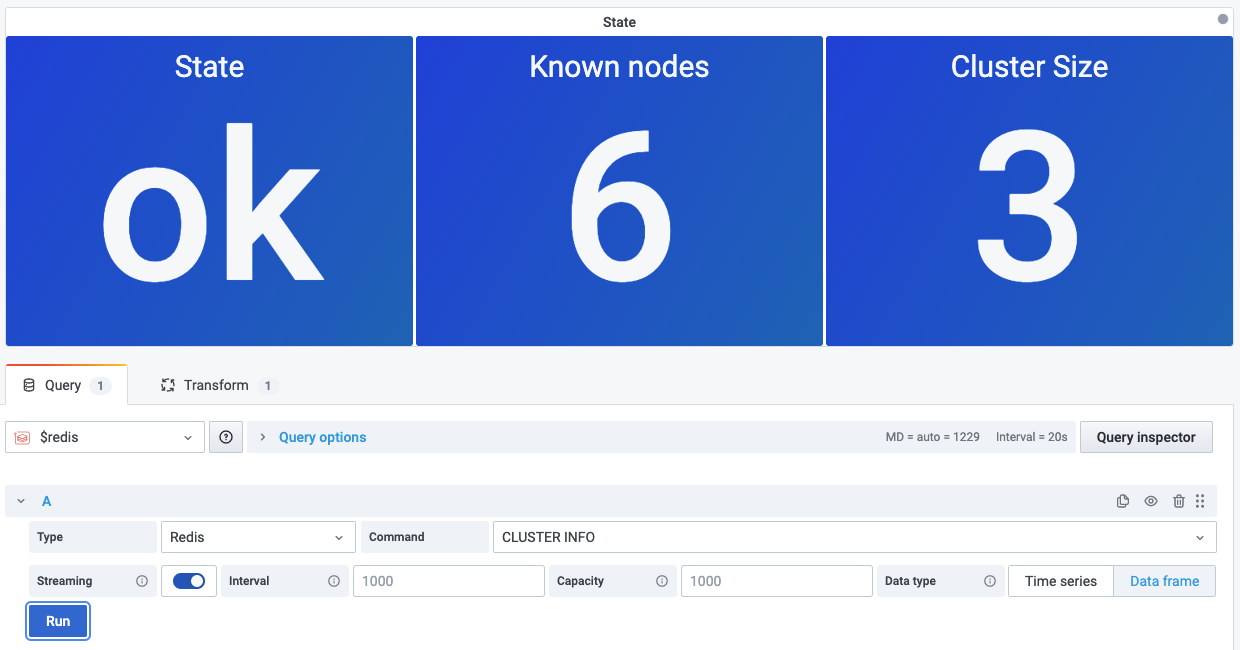 State
State Known nodes Cluster Size
ok 6 3
Query 1 Transform 1
$redis Query options MD = auto = 1229 Interval = 20s Query inspector
A
Type Redis Command CLUSTER INFO
Streaming Interval 1000 Capacity 1000 Data type Time series Data frame
Run